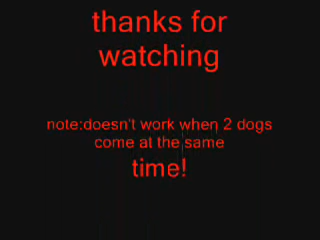 thanks for
watching
note:doesn't work when 2 dogs
come at the same
time!